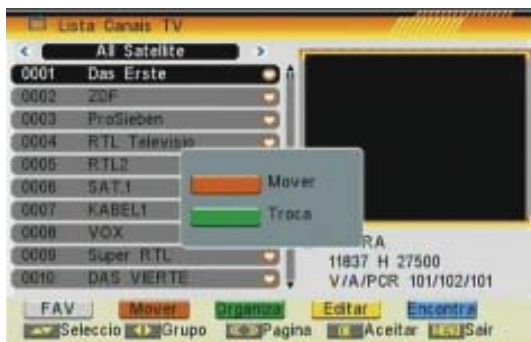 Lista Canais TV
All Satellite
0001 Das Erste
0002 ZDF
0003 ProSieben
0004 RTL Televisio
0005 RTL2
0006 SAT.1
0007 KABEL1
0008 VOX
0009 Super RTL
0010 DAS VIERTE
Mover
Troca
RA
11837 H 27500
V/A/PCR 101/102/101
FAV Mover Organiza Editar Encontra
Seleccio Grupo Pagina Aceitar Sair